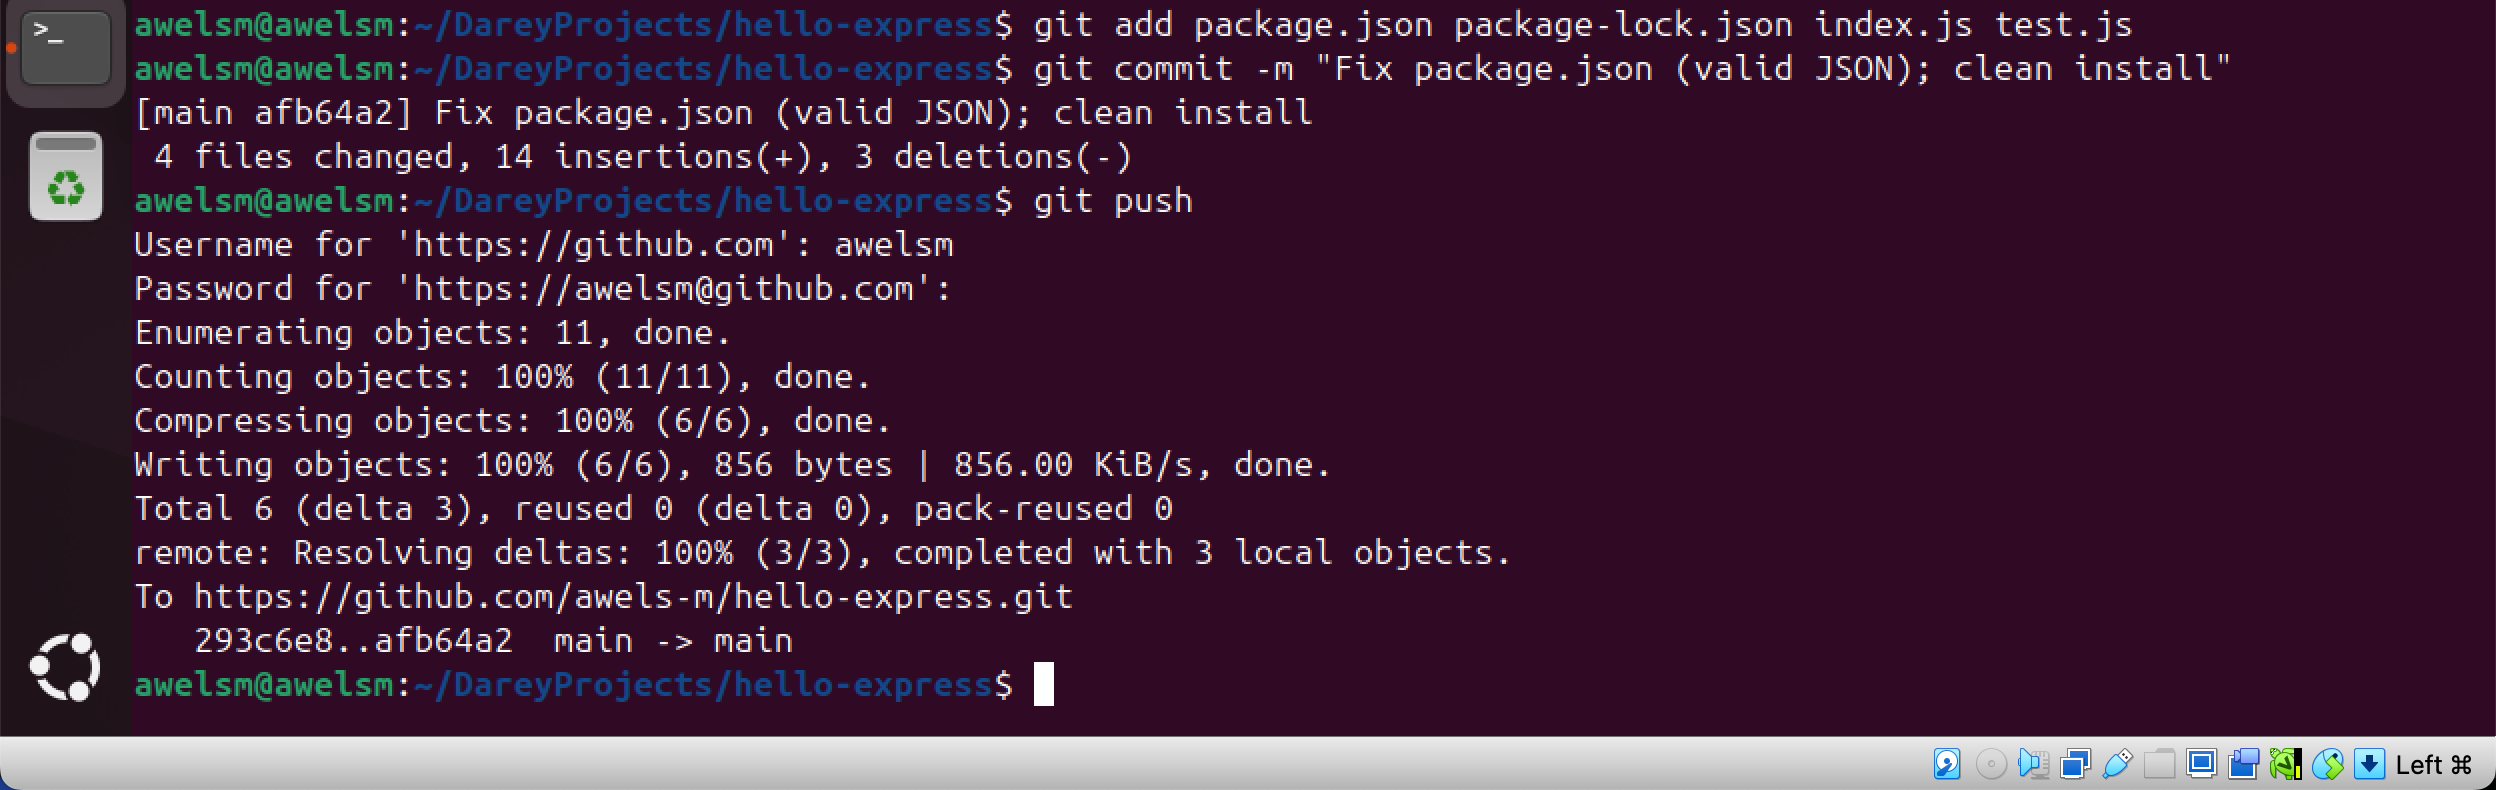 >_
awelsm@awelsm:~/DareyProjects/hello-express$ git add package.json package-lock.json index.js test.js
awelsm@awelsm:~/DareyProjects/hello-express$ git commit -m "Fix package.json (valid JSON); clean install"
[main afb64a2] Fix package.json (valid JSON); clean install
 4 files changed, 14 insertions(+), 3 deletions(-)
awelsm@awelsm:~/DareyProjects/hello-express$ git push
Username for 'https://github.com': awelsm
Password for 'https://awelsm@github.com':
Enumerating objects: 11, done.
Counting objects: 100% (11/11), done.
Compressing objects: 100% (6/6), done.
Writing objects: 100% (6/6), 856 bytes | 856.00 KiB/s, done.
Total 6 (delta 3), reused 0 (delta 0), pack-reused 0
remote: Resolving deltas: 100% (3/3), completed with 3 local objects.
To https://github.com/awels-m/hello-express.git
   293c6e8..afb64a2  main -> main
awelsm@awelsm:~/DareyProjects/hello-express$
Left ⌘